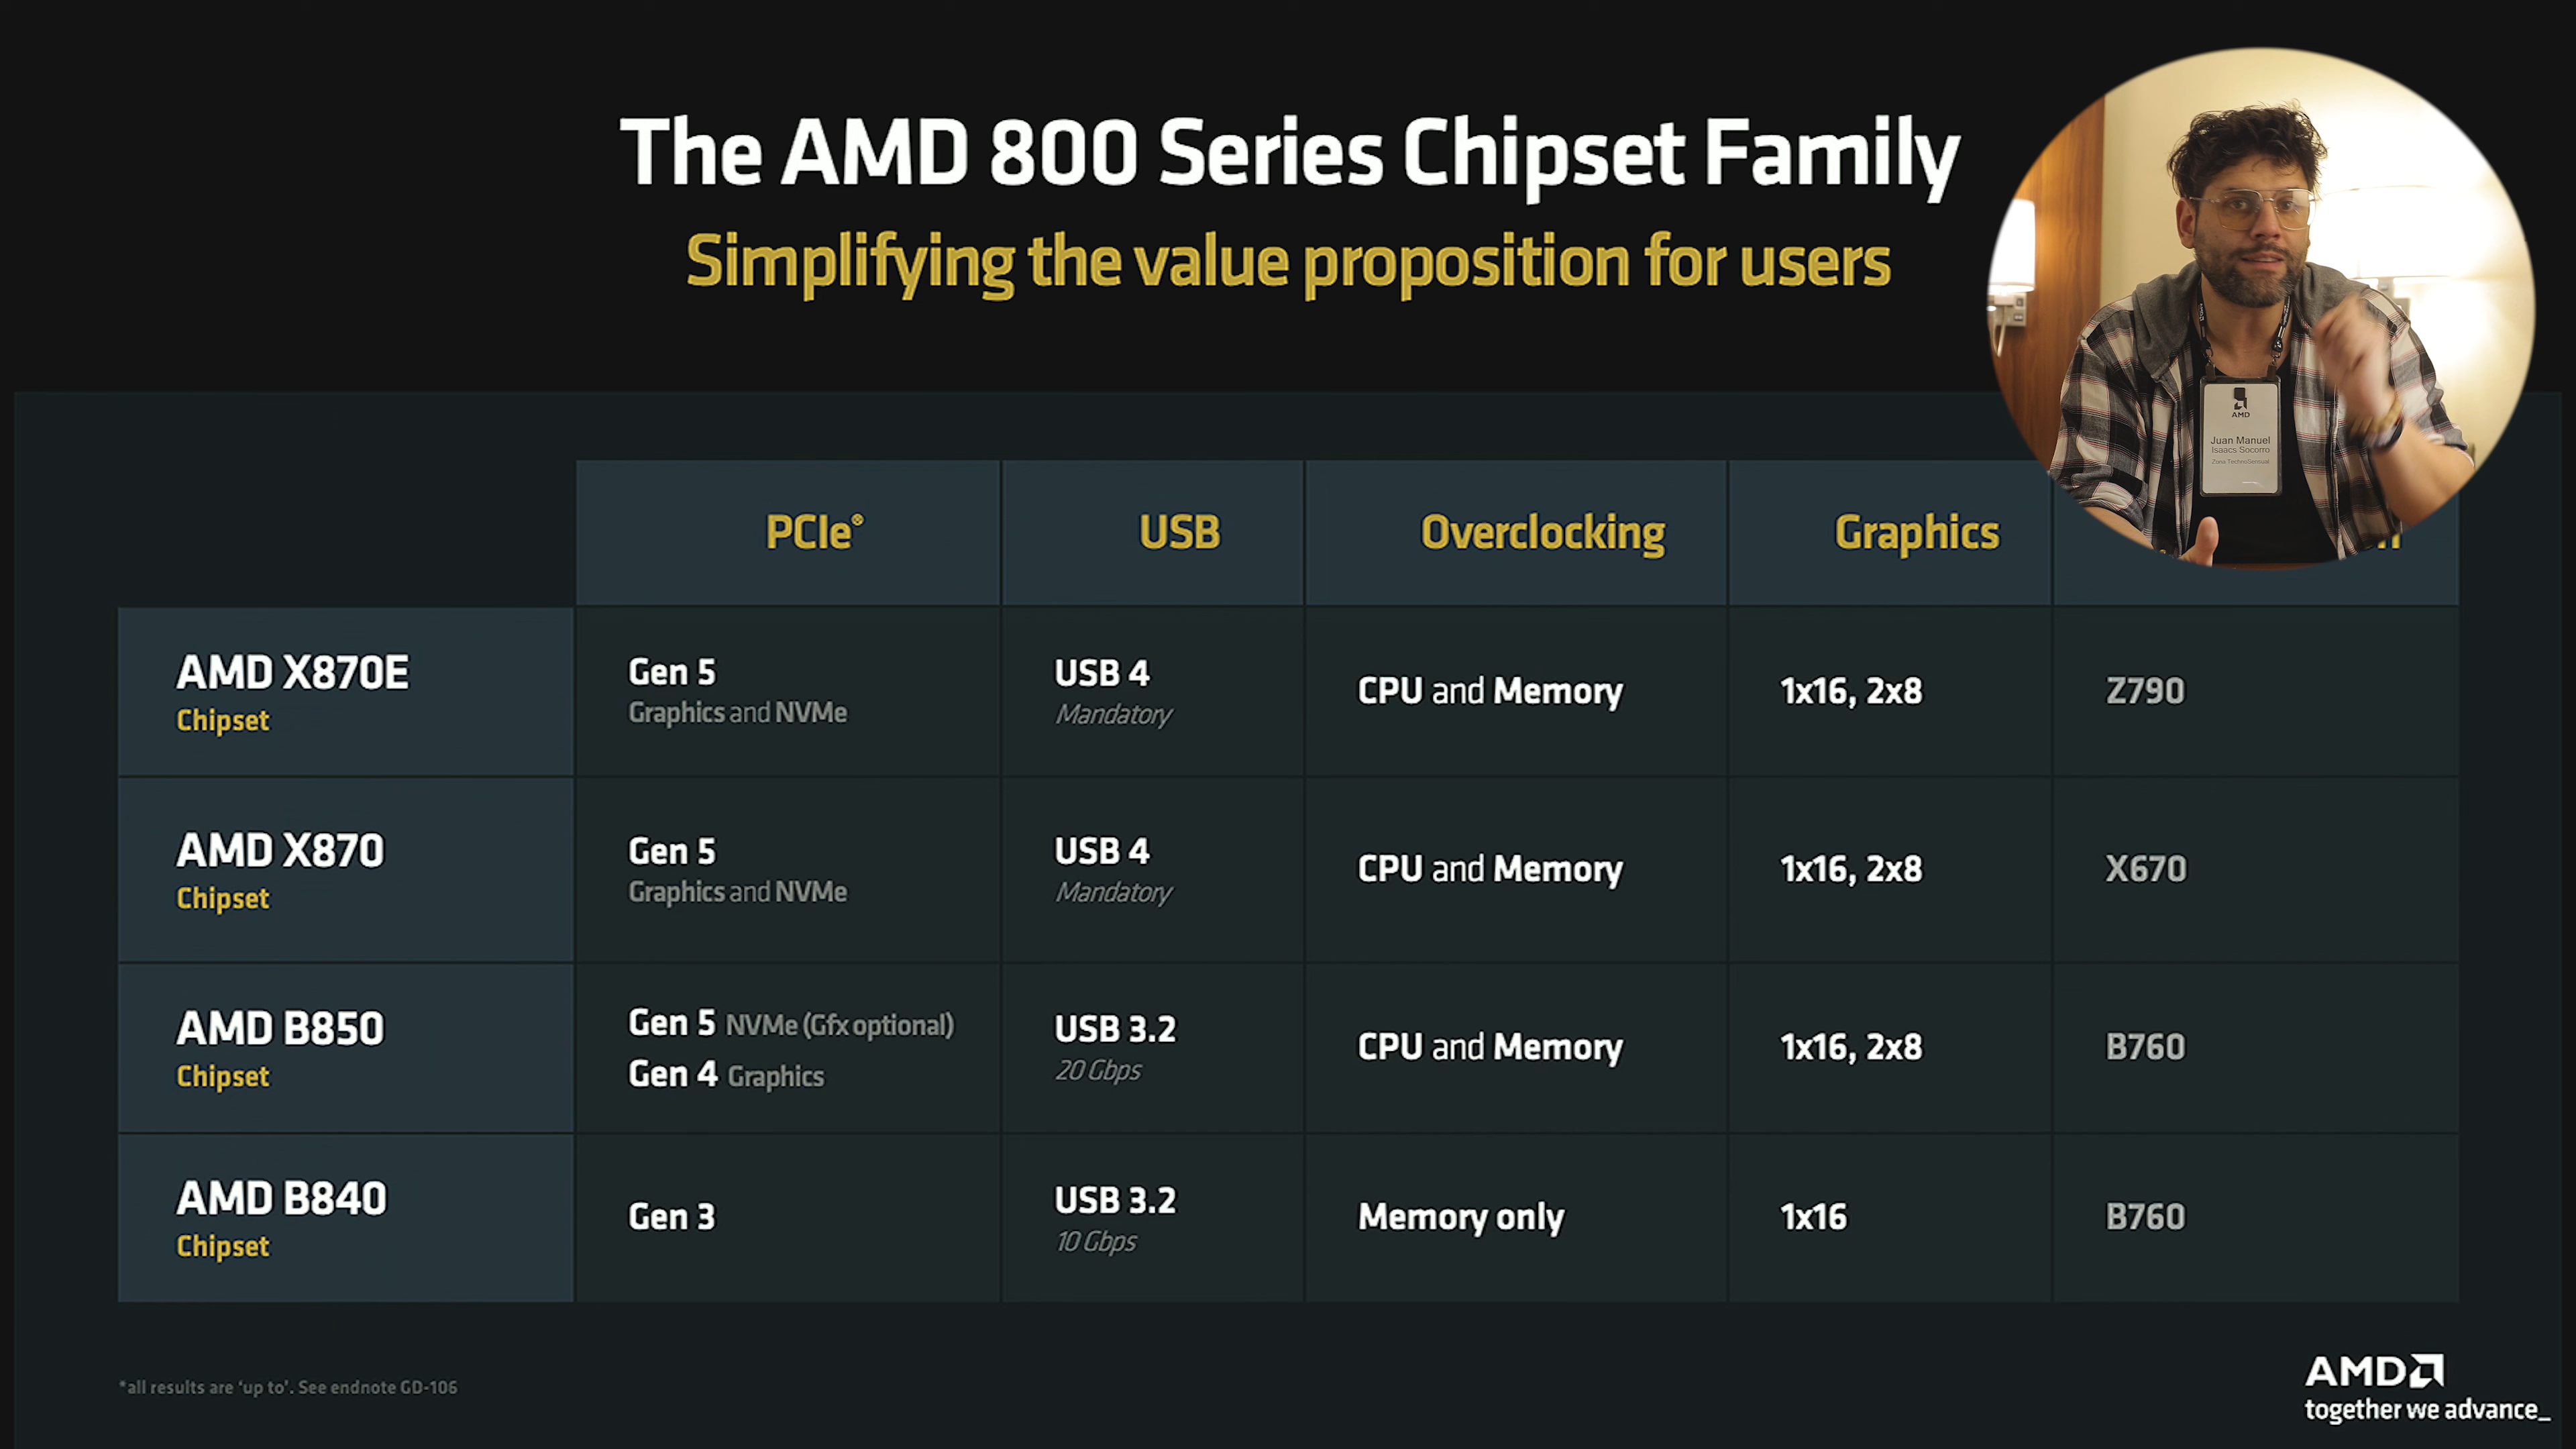 The AMD 800 Series Chipset Family
Simplifying the value proposition for users
AMD
Juan Manuel
Isaacs Socorro
Zona TechnoSensual
PCIe® USB Overclocking Graphics
AMD X870E
Chipset
Gen 5
Graphics and NVMe
USB 4
Mandatory
CPU and Memory
1x16, 2x8
Z790
AMD X870
Chipset
Gen 5
Graphics and NVMe
USB 4
Mandatory
CPU and Memory
1x16, 2x8
X670
AMD B850
Chipset
Gen 5 NVMe (Gfx optional)
Gen 4 Graphics
USB 3.2
20 Gbps
CPU and Memory
1x16, 2x8
B760
AMD B840
Chipset
Gen 3
USB 3.2
10 Gbps
Memory only
1x16
B760
*all results are ‘up to’. See endnote GD-106
AMD
together we advance_